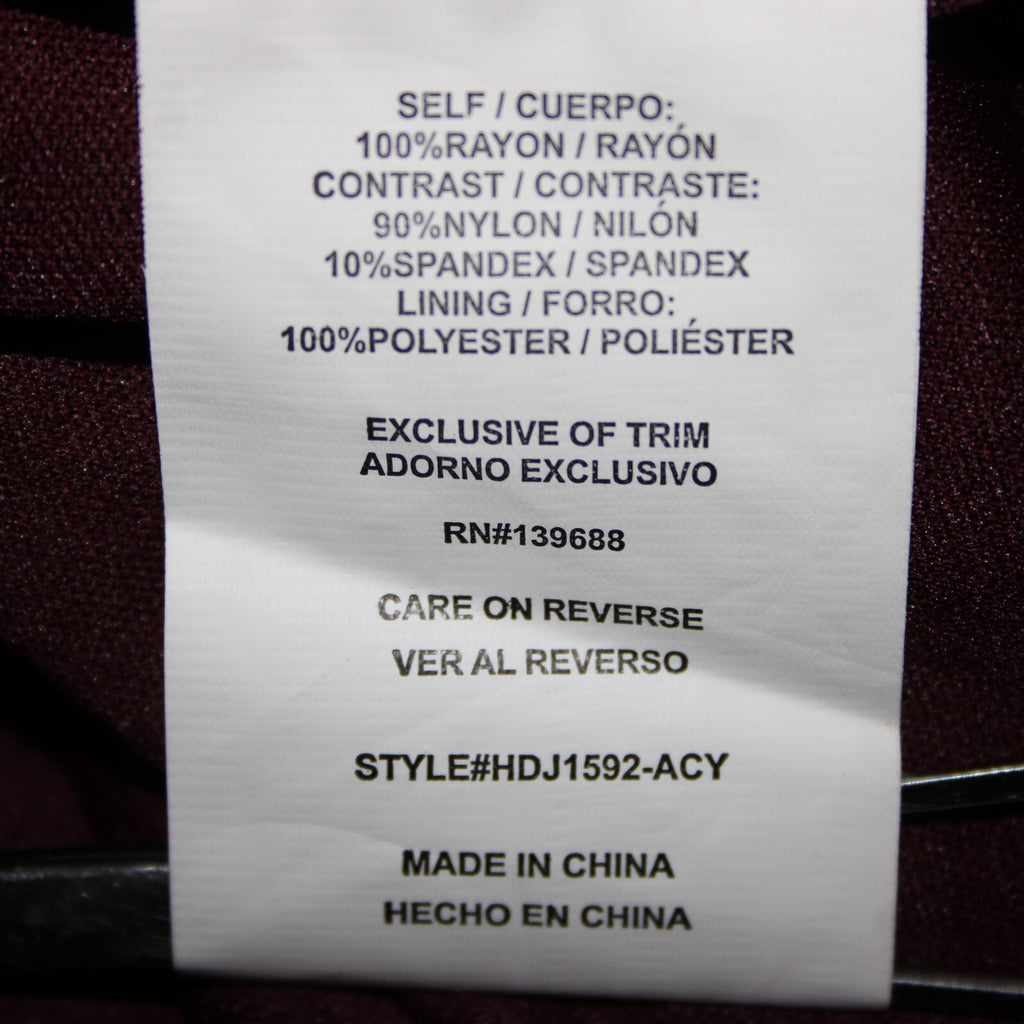 SELF / CUERPO:
100%RAYON / RAYÓN
CONTRAST / CONTRASTE:
90%NYLON / NILÓN
10%SPANDEX / SPANDEX
LINING / FORRO:
100%POLYESTER / POLIÉSTER
EXCLUSIVE OF TRIM
ADORNO EXCLUSIVO
RN#139688
CARE ON REVERSE
VER AL REVERSO
STYLE#HDJ1592-ACY
MADE IN CHINA
HECHO EN CHINA